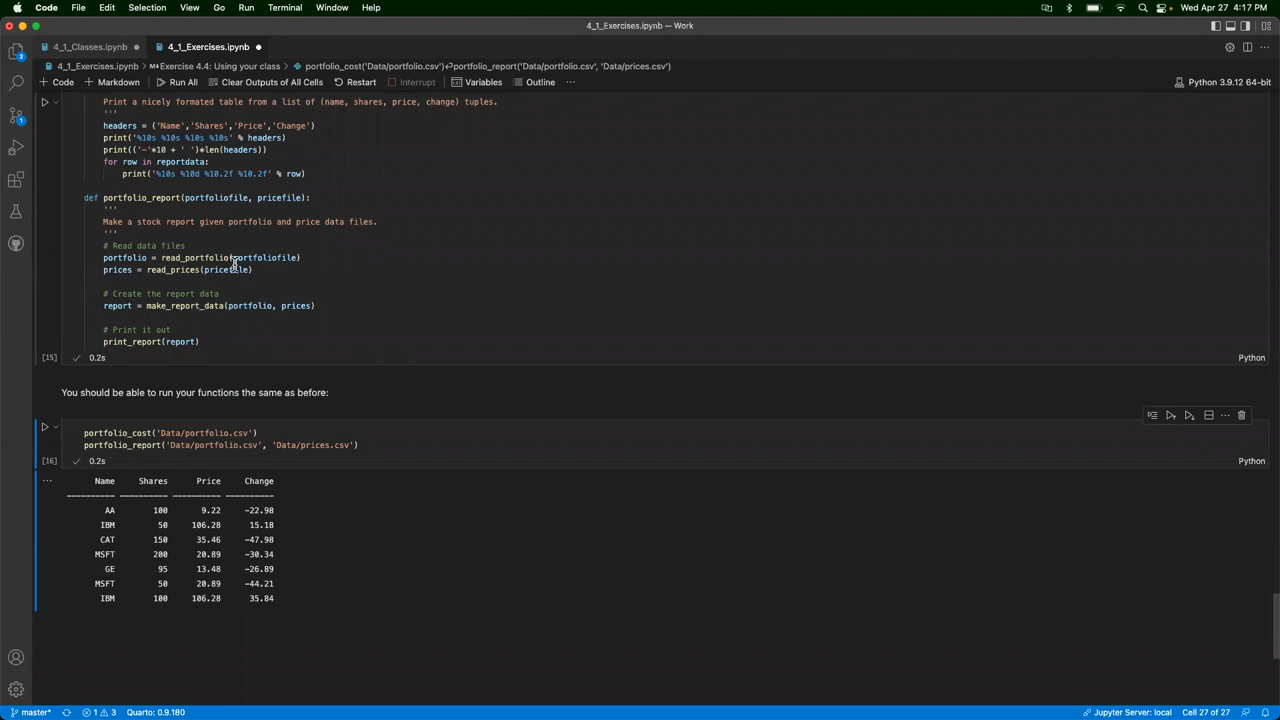 Code File Edit Selection View Go Run Terminal Window Help Wed Apr 27 4:17 PM
4_1_Exercises.ipynb — Work
4_1_Classes.ipynb 4_1_Exercises.ipynb
4_1_Exercises.ipynb > M↓Exercise 4.4: Using your class > portfolio_cost('Data/portfolio.csv')↵portfolio_report('Data/portfolio.csv', 'Data/prices.csv')
+ Code + Markdown Run All Clear Outputs of All Cells Restart Interrupt Variables Outline ··· Python 3.9.12 64-bit
Print a nicely formated table from a list of (name, shares, price, change) tuples.
'''
headers = ('Name','Shares','Price','Change')
print('%10s %10s %10s %10s' % headers)
print(('-'*10 + ' ')*len(headers))
for row in reportdata:
print('%10s %10d %10.2f %10.2f' % row)
def portfolio_report(portfoliofile, pricefile):
'''
Make a stock report given portfolio and price data files.
'''
# Read data files
portfolio = read_portfolio(portfoliofile)
prices = read_prices(pricefile)
# Create the report data
report = make_report_data(portfolio, prices)
# Print it out
print_report(report)
[15] 0.2s Python
You should be able to run your functions the same as before:
portfolio_cost('Data/portfolio.csv')
portfolio_report('Data/portfolio.csv', 'Data/prices.csv')
[16] 0.2s Python
Name Shares Price Change
---------- ---------- ---------- ----------
AA 100 9.22 -22.98
IBM 50 106.28 15.18
CAT 150 35.46 -47.98
MSFT 200 20.89 -30.34
GE 95 13.48 -26.89
MSFT 50 20.89 -44.21
IBM 100 106.28 35.84
master* 1 3 Quarto: 0.9.180 Jupyter Server: local Cell 27 of 27